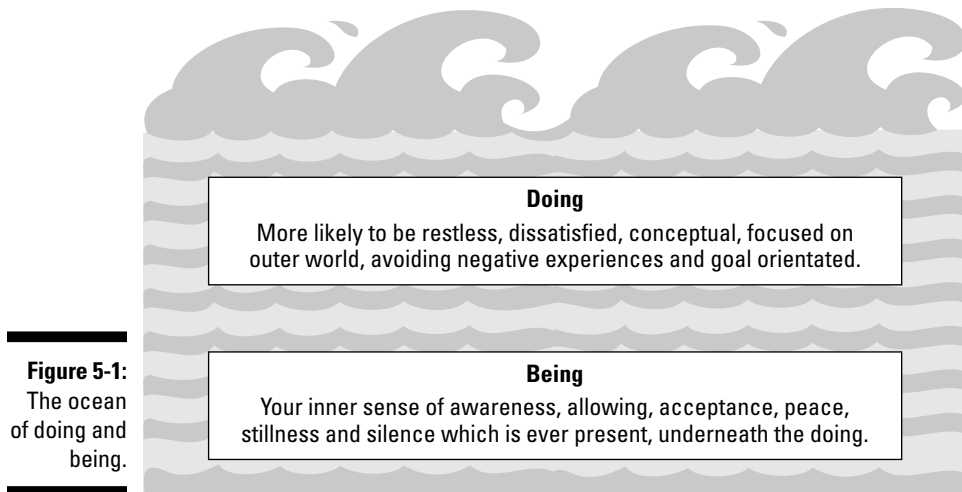 Doing
More likely to be restless, dissatisfied, conceptual, focused on
outer world, avoiding negative experiences and goal orientated.
Being
Your inner sense of awareness, allowing, acceptance, peace,
stillness and silence which is ever present, underneath the doing.
Figure 5-1:
The ocean
of doing and
being.